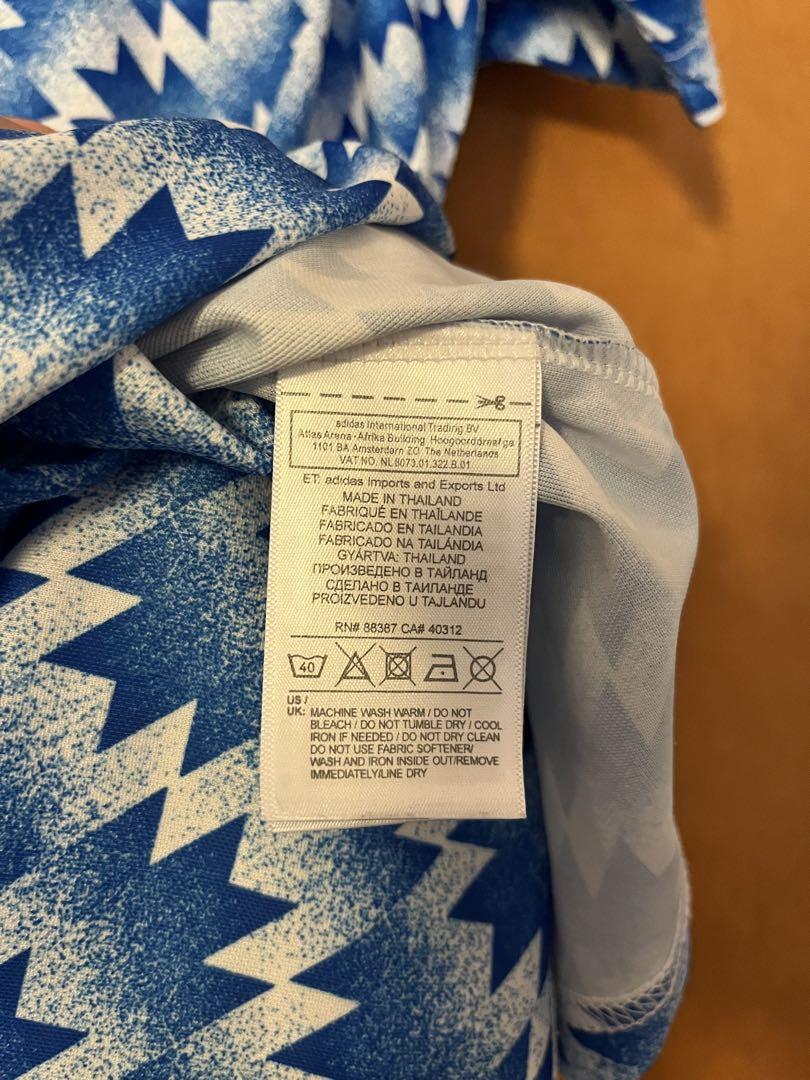 adidas International Trading BV
Atlas Arena - Afrika Building, Hoogoorddreef 9a
1101 BA Amsterdam ZO The Netherlands
VAT NO. NL8073.01.322.B.01
ET: adidas Imports and Exports Ltd
MADE IN THAILAND
FABRIQUÉ EN THAÏLANDE
FABRICADO EN TAILANDIA
FABRICADO NA TAILÂNDIA
GYÁRTVA: THAILAND
ПРОИЗВЕДЕНО В ТАЙЛАНД
СДЕЛАНО В ТАИЛАНДЕ
PROIZVEDENO U TAJLANDU
RN# 88387 CA# 40312
40
US /
UK: MACHINE WASH WARM / DO NOT
BLEACH / DO NOT TUMBLE DRY / COOL
IRON IF NEEDED / DO NOT DRY CLEAN
DO NOT USE FABRIC SOFTENER/
WASH AND IRON INSIDE OUT/REMOVE
IMMEDIATELY/LINE DRY